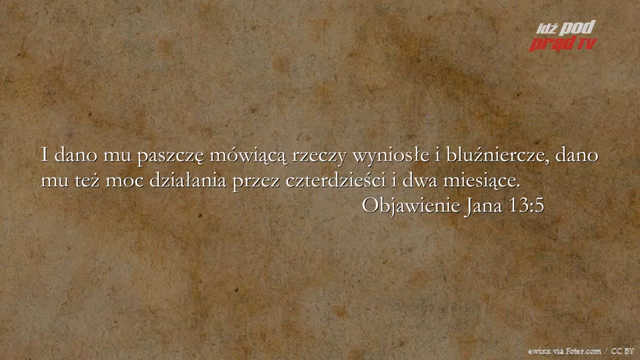 idź pod
prąd TV
I dano mu paszczę mówiącą rzeczy wyniosłe i bluźniercze, dano
mu też moc działania przez czterdzieści i dwa miesiące.
Objawienie Jana 13:5
ewixx via Foter.com / CC BY